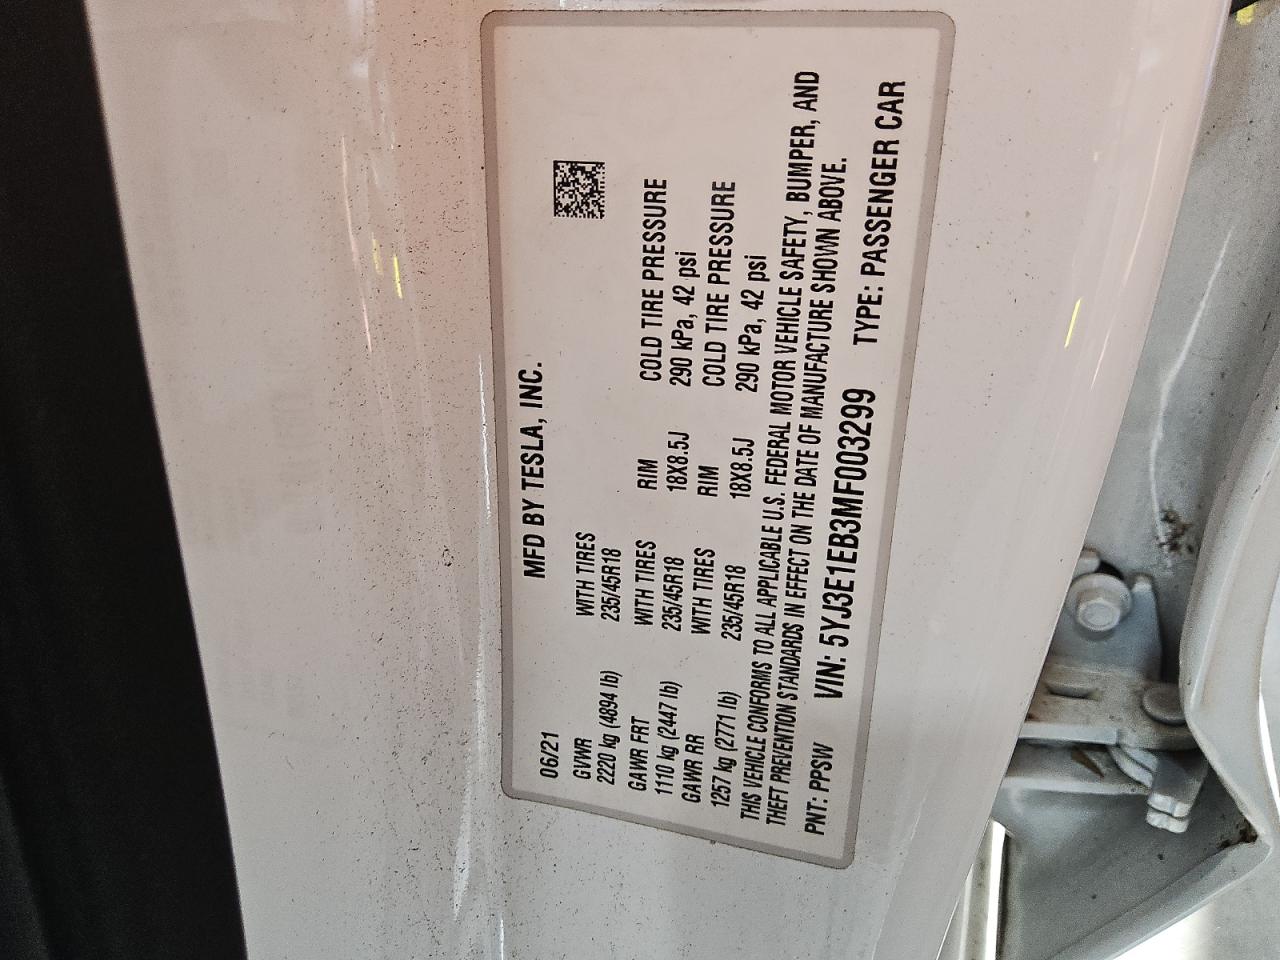 06/21 MFD BY TESLA, INC.
GVWR WITH TIRES
2220 kg (4894 lb) 235/45R18
GAWR FRT WITH TIRES RIM COLD TIRE PRESSURE
1110 kg (2447 lb) 235/45R18 18X8.5J 290 kPa, 42 psi
GAWR RR WITH TIRES RIM COLD TIRE PRESSURE
1257 kg (2771 lb) 235/45R18 18X8.5J 290 kPa, 42 psi
THIS VEHICLE CONFORMS TO ALL APPLICABLE U.S. FEDERAL MOTOR VEHICLE SAFETY, BUMPER, AND
THEFT PREVENTION STANDARDS IN EFFECT ON THE DATE OF MANUFACTURE SHOWN ABOVE.
PNT: PPSW VIN: 5YJ3E1EB3MF003299 TYPE: PASSENGER CAR